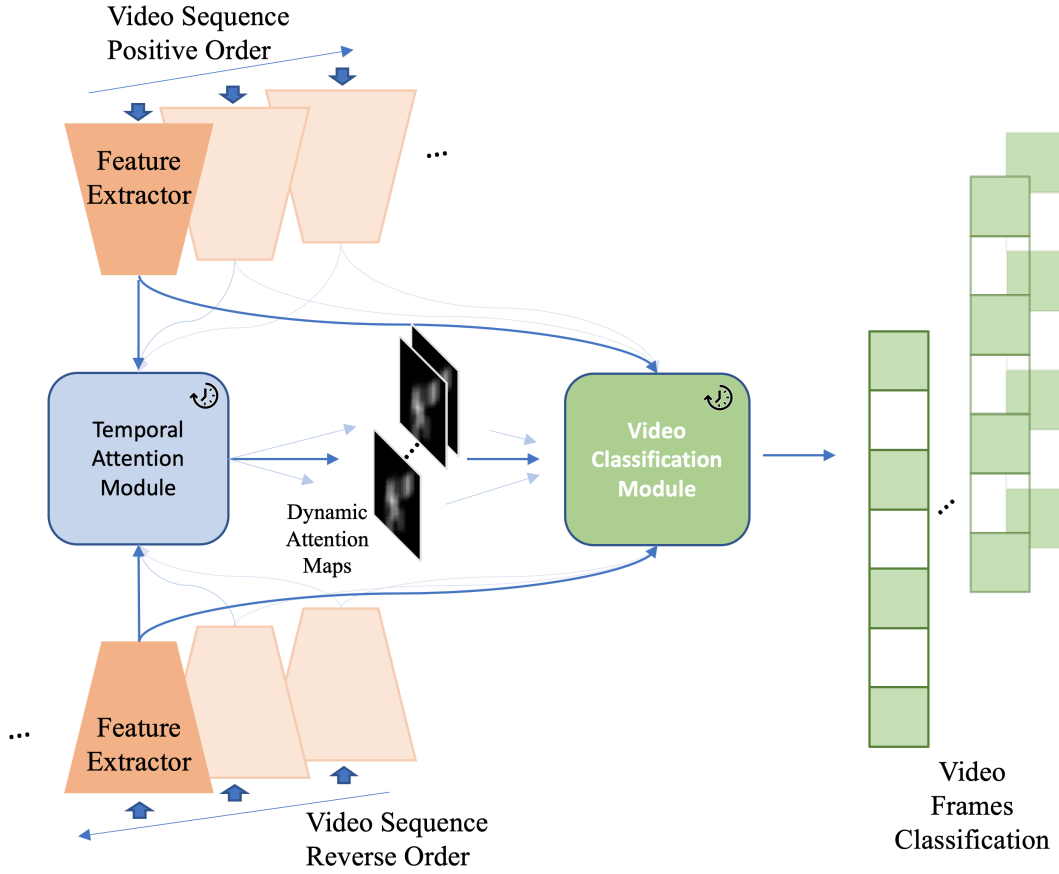 Video Sequence
Positive Order
Feature
Extractor
...
Temporal
Attention
Module
Dynamic
Attention
Maps
...
Video
Classification
Module
...
Feature
Extractor
...
Video Sequence
Reverse Order
Video
Frames
Classification